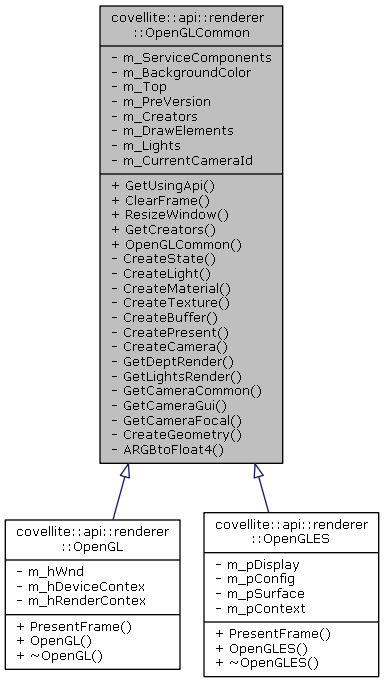 covellite::api::renderer
::OpenGLCommon
- m_ServiceComponents
- m_BackgroundColor
- m_Top
- m_PreVersion
- m_Creators
- m_DrawElements
- m_Lights
- m_CurrentCameraId
+ GetUsingApi()
+ ClearFrame()
+ ResizeWindow()
+ GetCreators()
+ OpenGLCommon()
- CreateState()
- CreateLight()
- CreateMaterial()
- CreateTexture()
- CreateBuffer()
- CreatePresent()
- CreateCamera()
- GetDeptRender()
- GetLightsRender()
- GetCameraCommon()
- GetCameraGui()
- GetCameraFocal()
- CreateGeometry()
- ARGBtoFloat4()
covellite::api::renderer
::OpenGL
- m_hWnd
- m_hDeviceContex
- m_hRenderContex
+ PresentFrame()
+ OpenGL()
+ ~OpenGL()
covellite::api::renderer
::OpenGLES
- m_pDisplay
- m_pConfig
- m_pSurface
- m_pContext
+ PresentFrame()
+ OpenGLES()
+ ~OpenGLES()